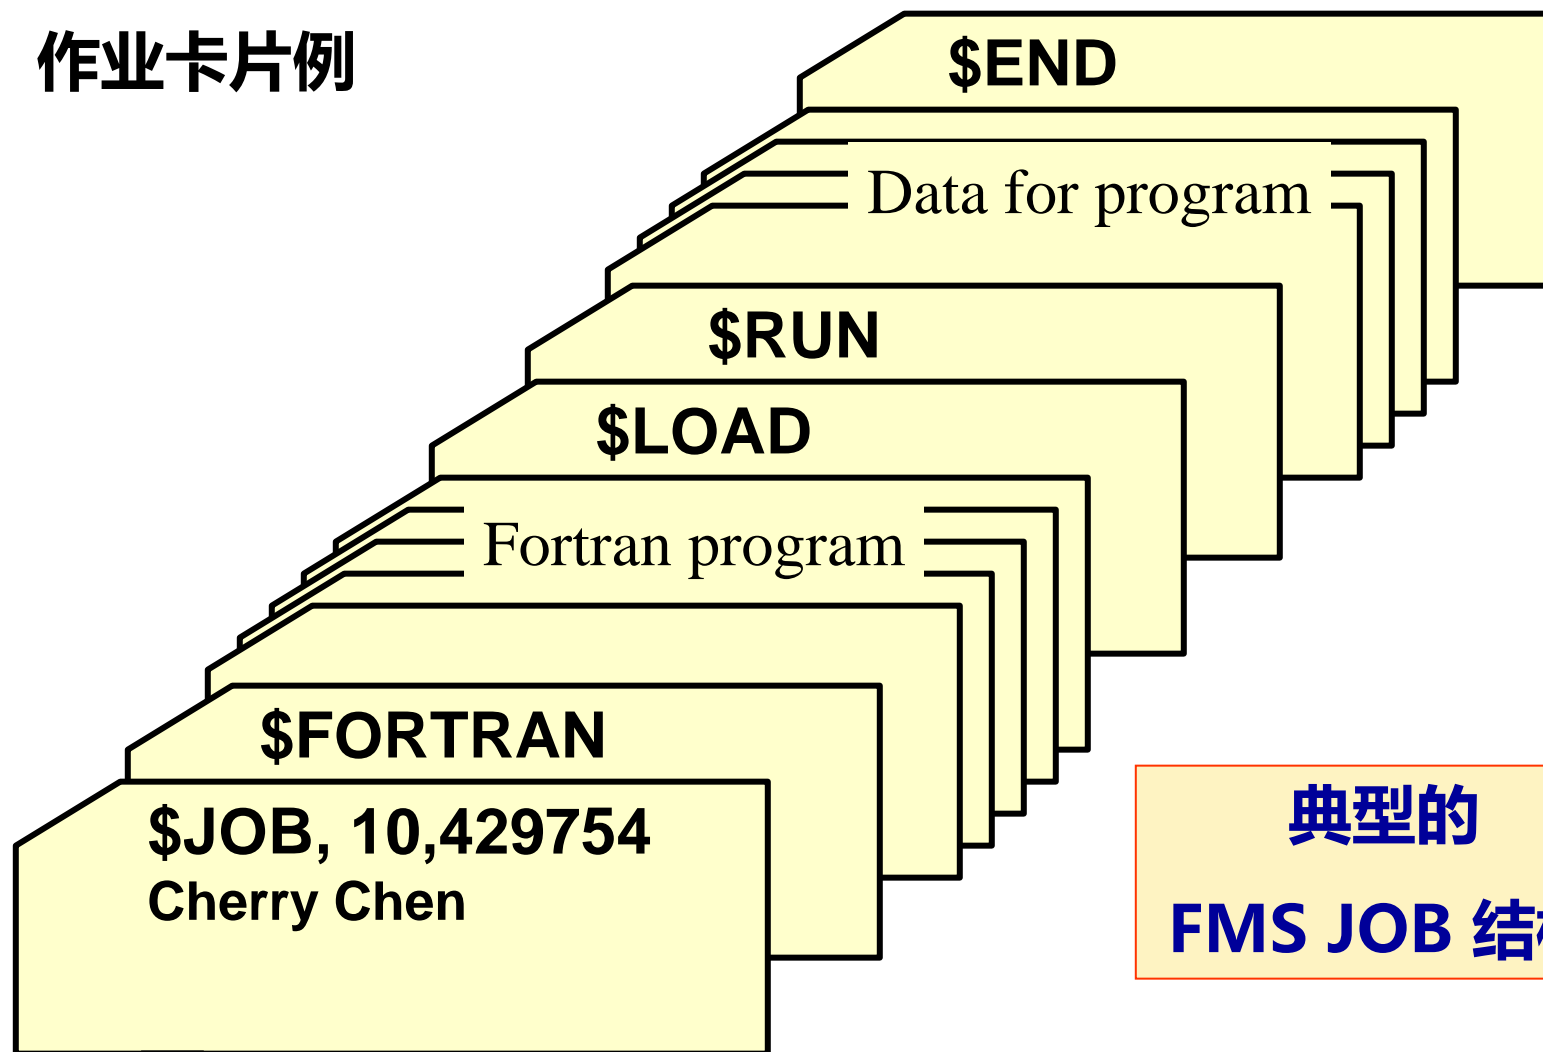 作业卡片例
$END
Data for program
$RUN
$LOAD
Fortran program
$FORTRAN
$JOB, 10,429754
Cherry Chen
典型的
FMS JOB 结